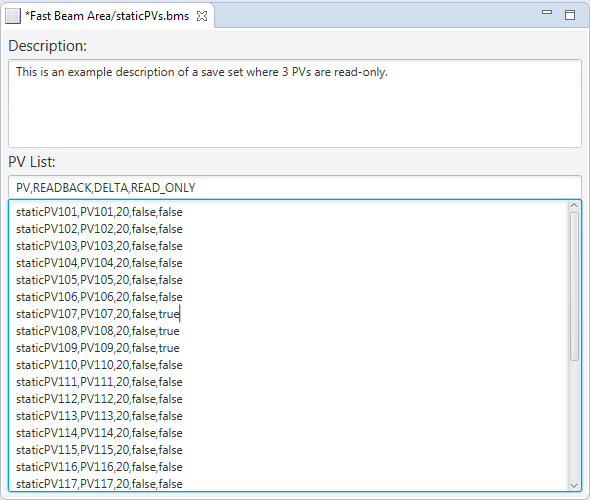 *Fast Beam Area/staticPVs.bms
Description:
This is an example description of a save set where 3 PVs are read-only.
PV List:
PV,READBACK,DELTA,READ_ONLY
staticPV101,PV101,20,false,false
staticPV102,PV102,20,false,false
staticPV103,PV103,20,false,false
staticPV104,PV104,20,false,false
staticPV105,PV105,20,false,false
staticPV106,PV106,20,false,false
staticPV107,PV107,20,false,true
staticPV108,PV108,20,false,true
staticPV109,PV109,20,false,true
staticPV110,PV110,20,false,false
staticPV111,PV111,20,false,false
staticPV112,PV112,20,false,false
staticPV113,PV113,20,false,false
staticPV114,PV114,20,false,false
staticPV115,PV115,20,false,false
staticPV116,PV116,20,false,false
staticPV117,PV117,20,false,false